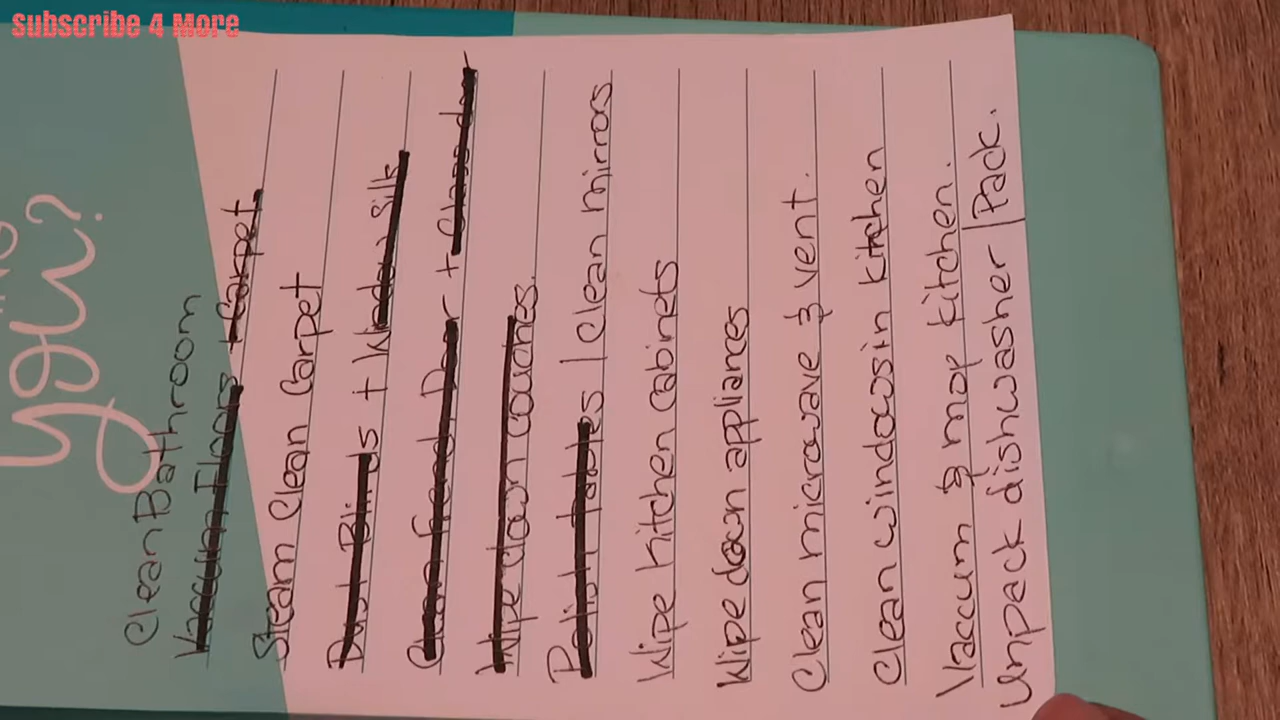 Subscribe 4 More
you?
Clean Bathroom
Vaccum Floors + Carpet
Steam Clean Carpet
Dust Blinds + Window Sills
Clean french Door + Glass door
Wipe down couches.
Polish tables / Clean mirrors
Wipe kitchen cabinets
Wipe down appliances
Clean microwave & vent.
Clean windows in kitchen
Vaccum & mop kitchen.
Unpack dishwasher / Pack.